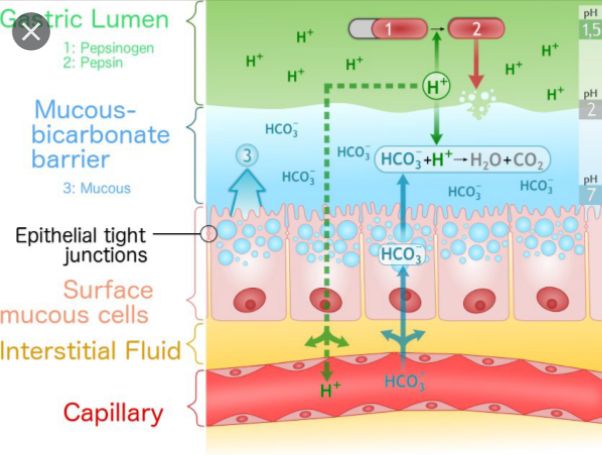 Gastric Lumen
1: Pepsinogen
2: Pepsin
Mucous-
bicarbonate
barrier
3: Mucous
Epithelial tight
junctions
Surface
mucous cells
Interstitial Fluid
Capillary
1 2
H⁺ H⁺ H⁺ H⁺ H⁺ H⁺ H⁺
H⁺
HCO₃⁻
HCO₃⁻
HCO₃⁻
HCO₃⁻
HCO₃⁻
3
HCO₃⁻+H⁺→H₂O+CO₂
HCO₃⁻
H⁺
HCO₃⁻
pH
1,5
pH
2
pH
7